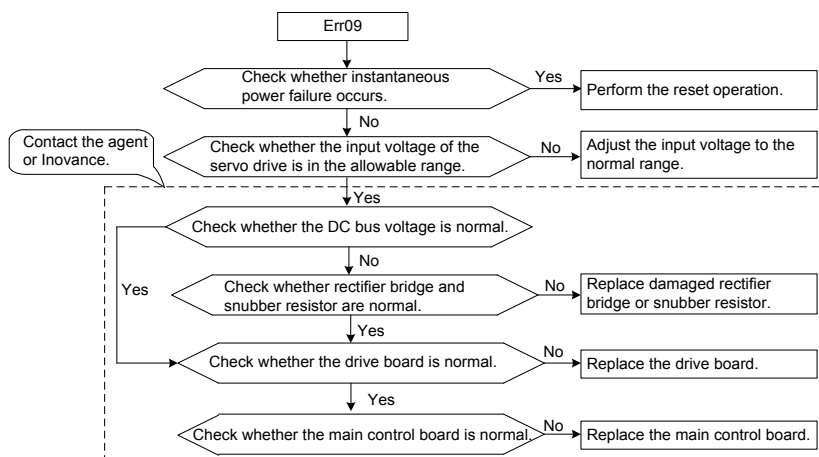 Err09
Check whether instantaneous
power failure occurs.
Yes
Perform the reset operation.
No
Contact the agent
or Inovance.
Check whether the input voltage of the
servo drive is in the allowable range.
No
Adjust the input voltage to the
normal range.
Yes
Check whether the DC bus voltage is normal.
No
Yes
Check whether rectifier bridge and
snubber resistor are normal.
No
Replace damaged rectifier
bridge or snubber resistor.
Yes
Check whether the drive board is normal.
No
Replace the drive board.
Yes
Check whether the main control board is normal.
No
Replace the main control board.